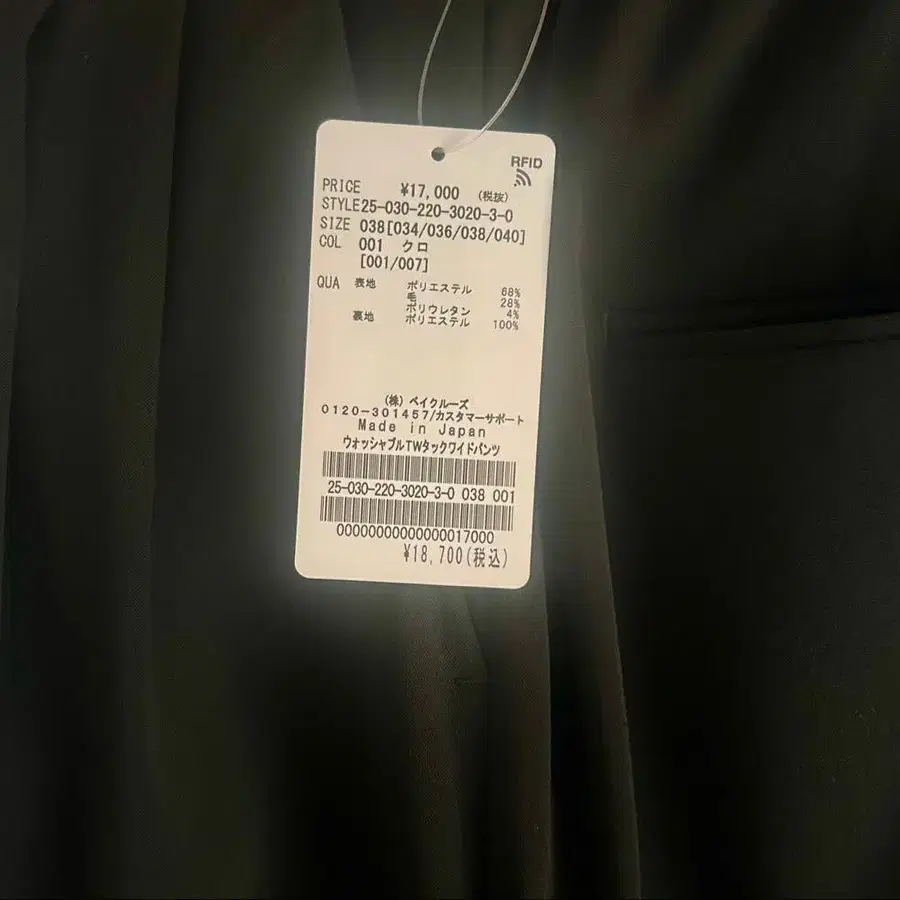 RFID
PRICE ¥17,000 (税抜)
STYLE25-030-220-3020-3-0
SIZE 038[034/036/038/040]
COL 001 クロ
[001/007]
QUA 表地 ポリエステル 68%
毛 28%
ポリウレタン 4%
裏地 ポリエステル 100%
(株) ベイクルーズ
0120-301457/カスタマーサポート
Made in Japan
ウォッシャブルTWタックワイドパンツ
25-030-220-3020-3-0 038 001
00000000000000017000
¥18,700(税込)